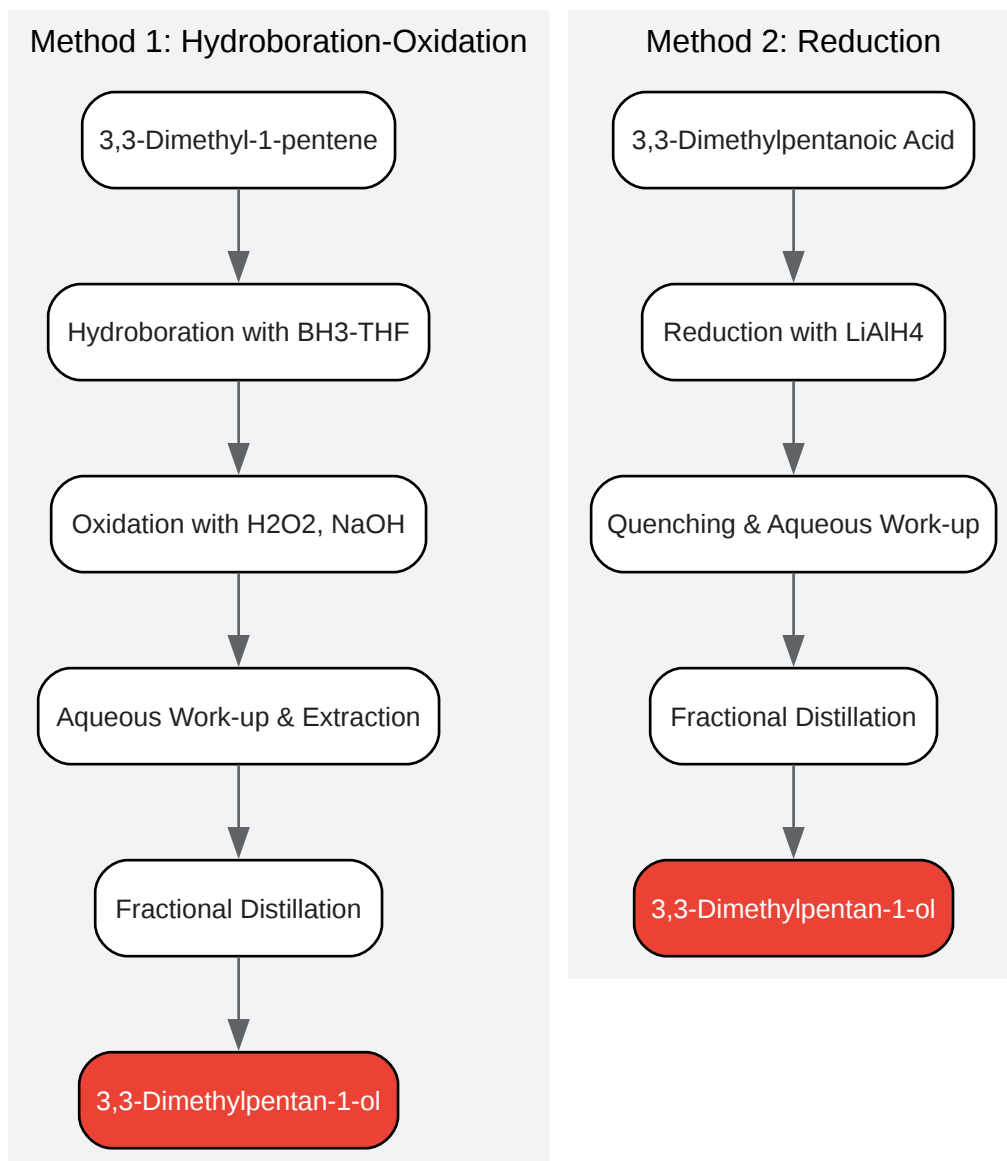 Method 1: Hydroboration-Oxidation
3,3-Dimethyl-1-pentene
Hydroboration with BH3-THF
Oxidation with H2O2, NaOH
Aqueous Work-up & Extraction
Fractional Distillation
3,3-Dimethylpentan-1-ol
Method 2: Reduction
3,3-Dimethylpentanoic Acid
Reduction with LiAlH4
Quenching & Aqueous Work-up
Fractional Distillation
3,3-Dimethylpentan-1-ol